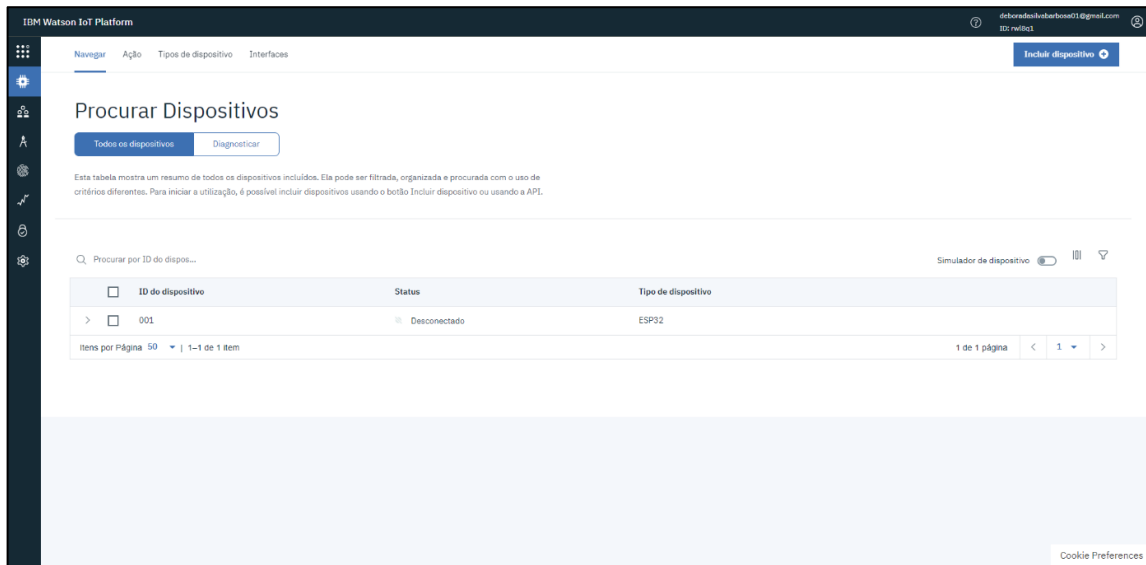 IBM Watson IoT Platform
deboradasilvabarbosa01@gmail.com
ID: rwl8q1
Navegar Ação Tipos de dispositivo Interfaces
Incluir dispositivo
Procurar Dispositivos
Todos os dispositivos Diagnosticar
Esta tabela mostra um resumo de todos os dispositivos incluídos. Ela pode ser filtrada, organizada e procurada com o uso de
critérios diferentes. Para iniciar a utilização, é possível incluir dispositivos usando o botão Incluir dispositivo ou usando a API.
Procurar por ID do dispos...
Simulador de dispositivo
ID do dispositivo Status Tipo de dispositivo
001 Desconectado ESP32
Itens por Página 50 | 1–1 de 1 item
1 de 1 página 1
Cookie Preferences